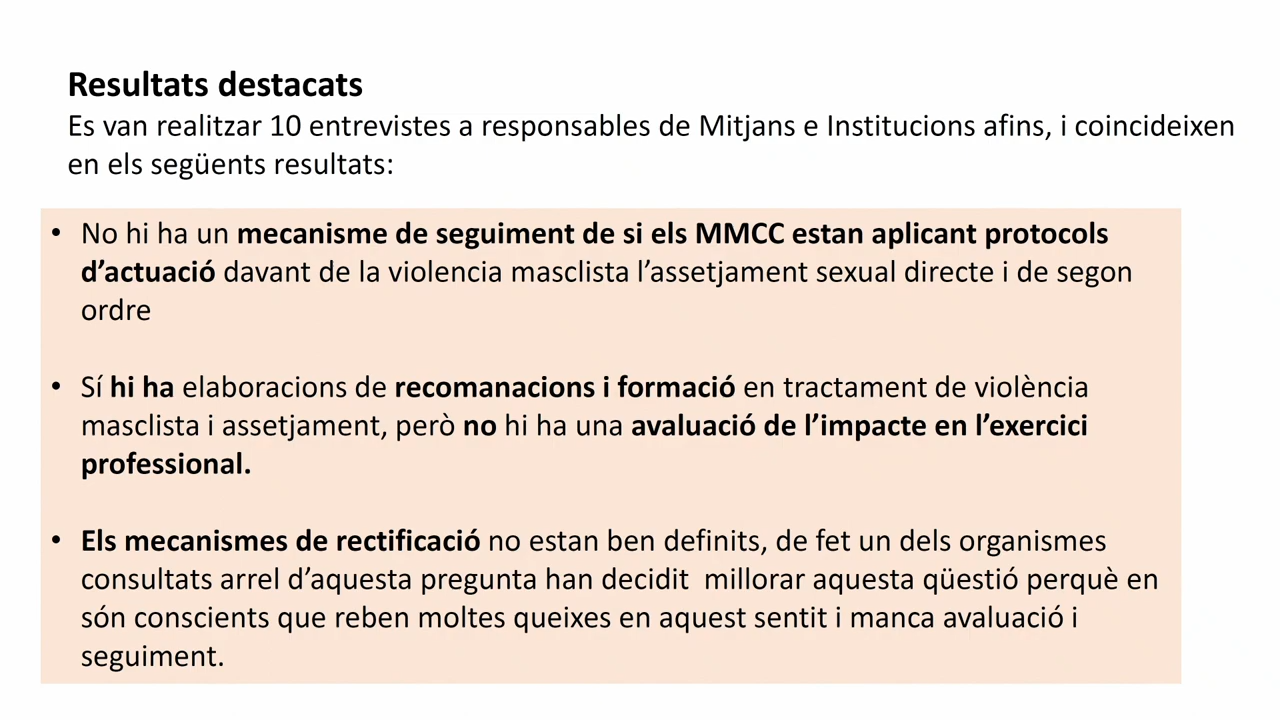 Resultats destacats
Es van realitzar 10 entrevistes a responsables de Mitjans e Institucions afins, i coincideixen
en els següents resultats:
• No hi ha un mecanisme de seguiment de si els MMCC estan aplicant protocols
d’actuació davant de la violencia masclista l’assetjament sexual directe i de segon
ordre
• Sí hi ha elaboracions de recomanacions i formació en tractament de violència
masclista i assetjament, però no hi ha una avaluació de l’impacte en l’exercici
professional.
• Els mecanismes de rectificació no estan ben definits, de fet un dels organismes
consultats arrel d’aquesta pregunta han decidit  millorar aquesta qüestió perquè en
són conscients que reben moltes queixes en aquest sentit i manca avaluació i
seguiment.